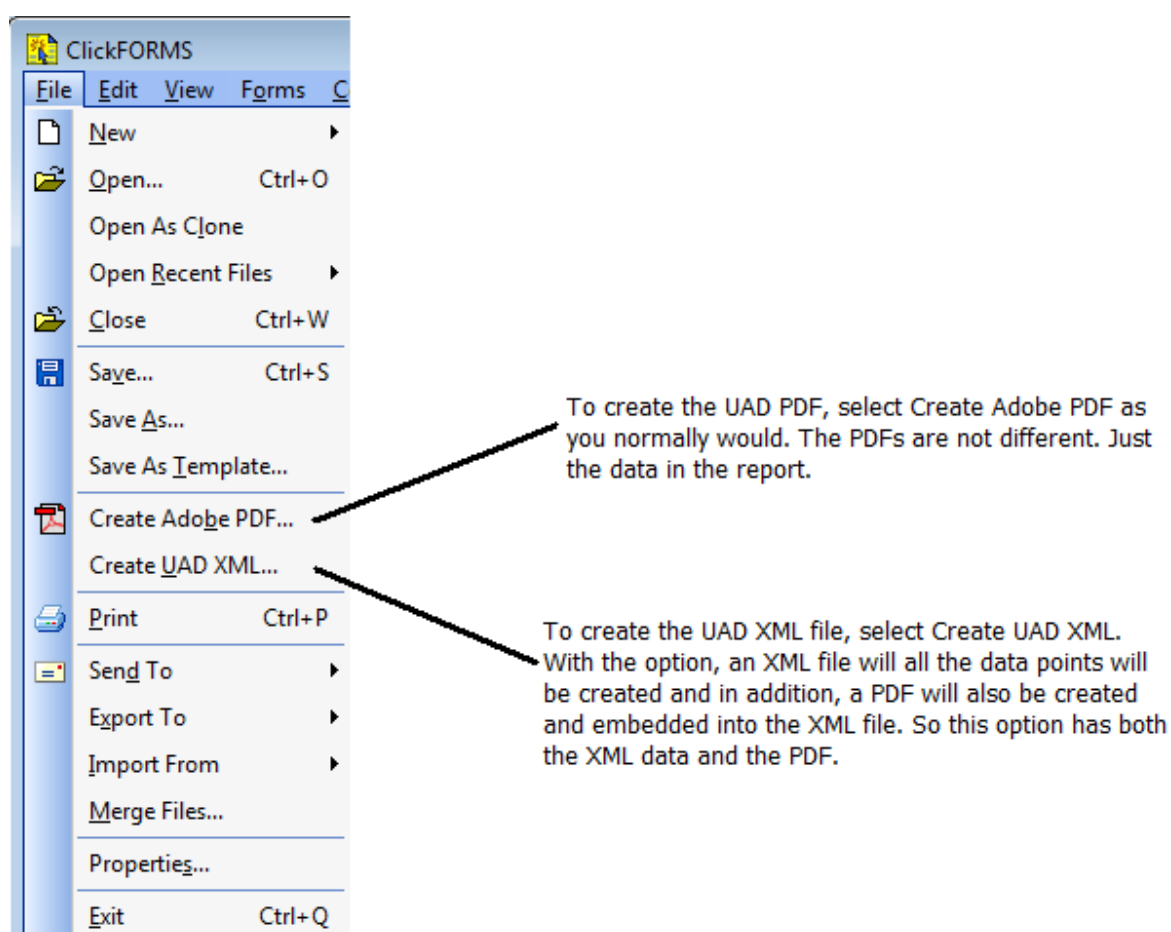 ClickFORMS
File Edit View Forms C
New
Open... Ctrl+O
Open As Clone
Open Recent Files
Close Ctrl+W
Save... Ctrl+S
Save As...
Save As Template...
Create Adobe PDF...
Create UAD XML...
Print Ctrl+P
Send To
Export To
Import From
Merge Files...
Properties...
Exit Ctrl+Q
To create the UAD PDF, select Create Adobe PDF as
you normally would. The PDFs are not different. Just
the data in the report.
To create the UAD XML file, select Create UAD XML.
With the option, an XML file will all the data points will
be created and in addition, a PDF will also be created
and embedded into the XML file. So this option has both
the XML data and the PDF.